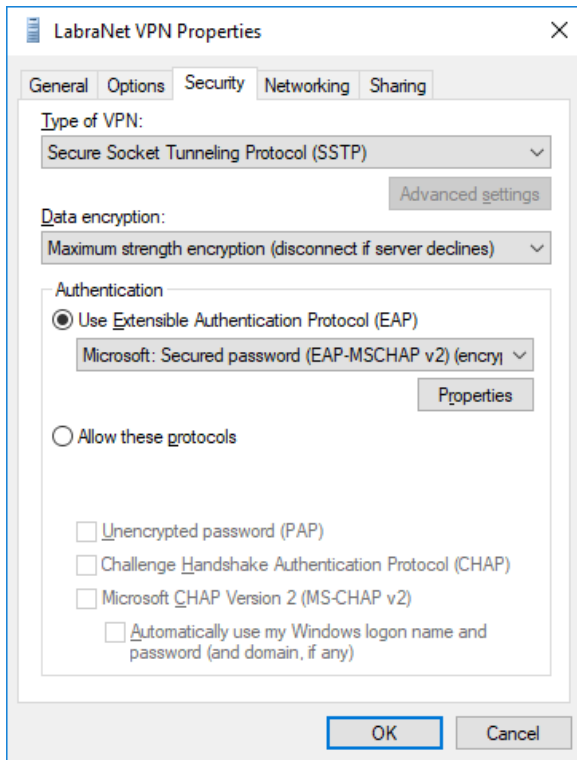 LabraNet VPN Properties
General Options Security Networking Sharing
Type of VPN:
Secure Socket Tunneling Protocol (SSTP)
Advanced settings
Data encryption:
Maximum strength encryption (disconnect if server declines)
Authentication
Use Extensible Authentication Protocol (EAP)
Microsoft: Secured password (EAP-MSCHAP v2) (encryp
Properties
Allow these protocols
Unencrypted password (PAP)
Challenge Handshake Authentication Protocol (CHAP)
Microsoft CHAP Version 2 (MS-CHAP v2)
Automatically use my Windows logon name and
password (and domain, if any)
OK Cancel